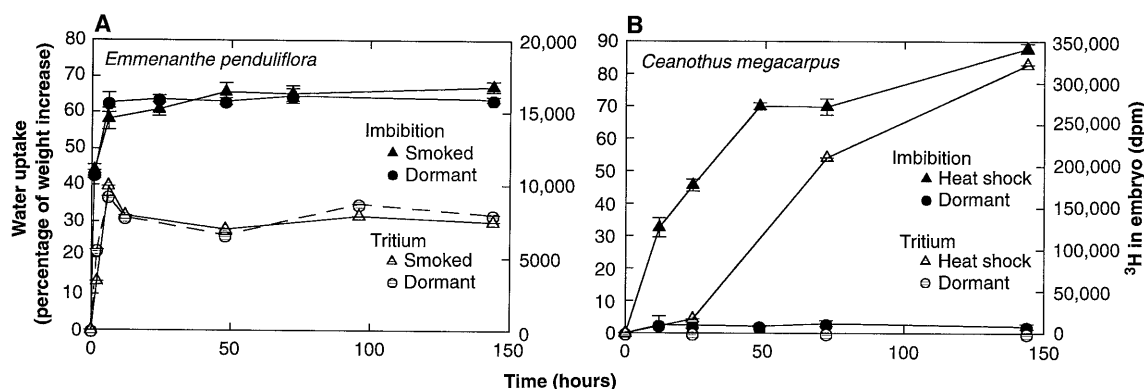 A
B
Emmenanthe penduliflora
Ceanothus megacarpus
Water uptake
(percentage of weight increase)
80
70
60
50
40
30
20
10
0
20,000
15,000
10,000
5000
0
Imbibition
Smoked
Dormant
Tritium
Smoked
Dormant
0
50
100
150
90
80
70
60
50
40
30
20
10
0
350,000
300,000
250,000
200,000
150,000
100,000
50,000
0
Imbibition
Heat shock
Dormant
Tritium
Heat shock
Dormant
0
50
100
150
³H in embryo (dpm)
Time (hours)